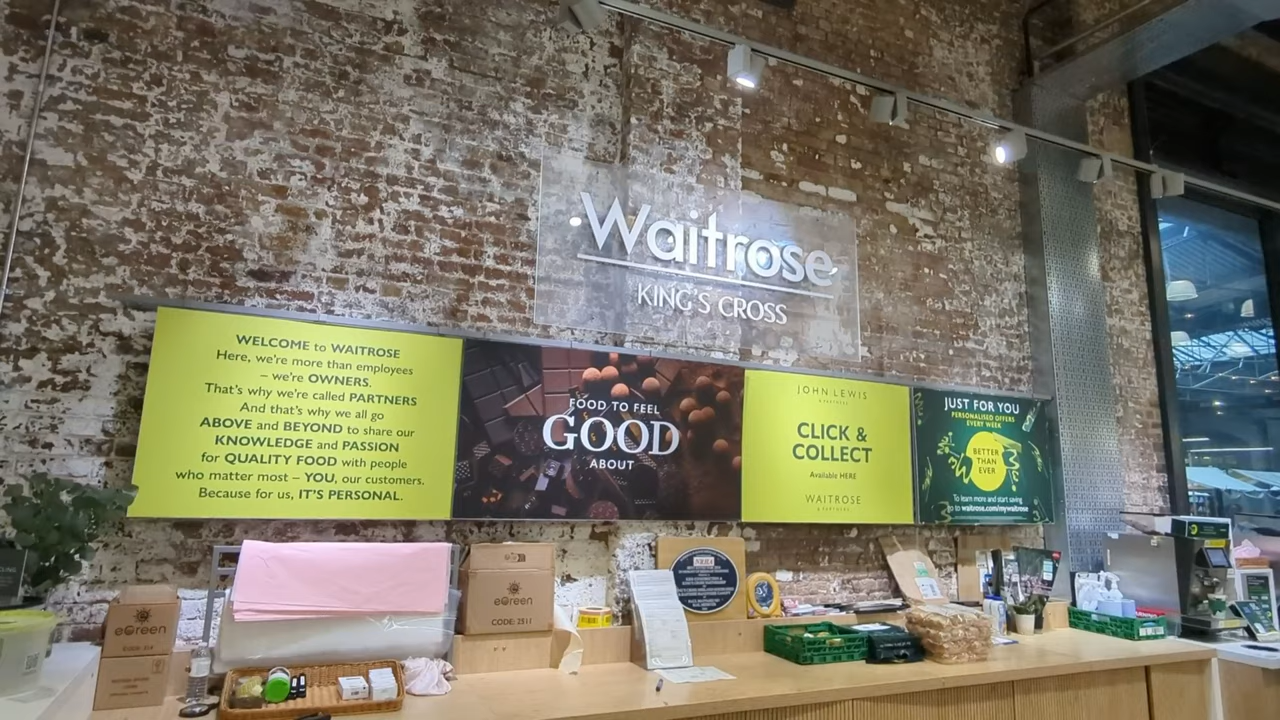 Waitrose
KING'S CROSS
WELCOME to WAITROSE
Here, we're more than employees
– we're OWNERS.
That's why we're called PARTNERS
And that's why we all go
ABOVE and BEYOND to share our
KNOWLEDGE and PASSION
for QUALITY FOOD with people
who matter most – YOU, our customers.
Because for us, IT'S PERSONAL.
FOOD TO FEEL
GOOD
ABOUT
JOHN LEWIS
& PARTNERS
CLICK &
COLLECT
Available HERE
WAITROSE
& PARTNERS
JUST FOR YOU
PERSONALISED OFFERS
EVERY WEEK
BETTER
THAN
EVER
To learn more and start saving
go to waitrose.com/mywaitrose
eGreen
eGreen
CODE: 2511